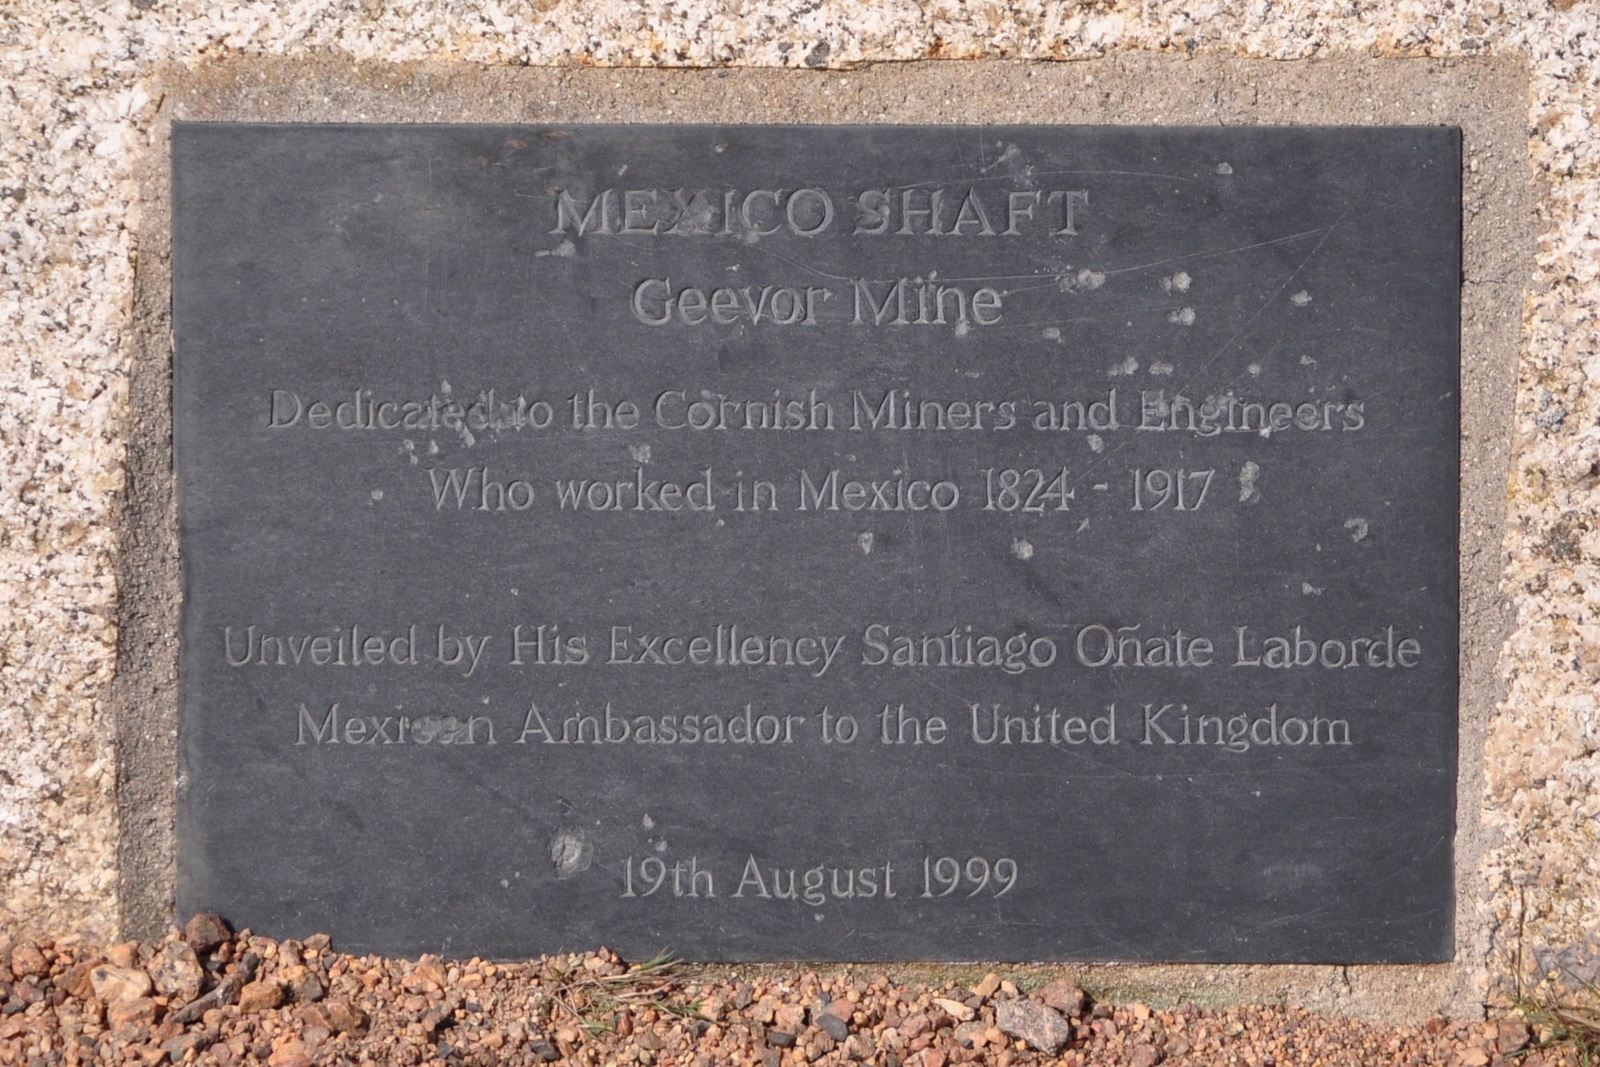 MEXICO SHAFT
Geevor Mine
Dedicated to the Cornish Miners and Engineers
Who worked in Mexico 1824 - 1917
Unveiled by His Excellency Santiago Oñate Laborde
Mexican Ambassador to the United Kingdom
19th August 1999